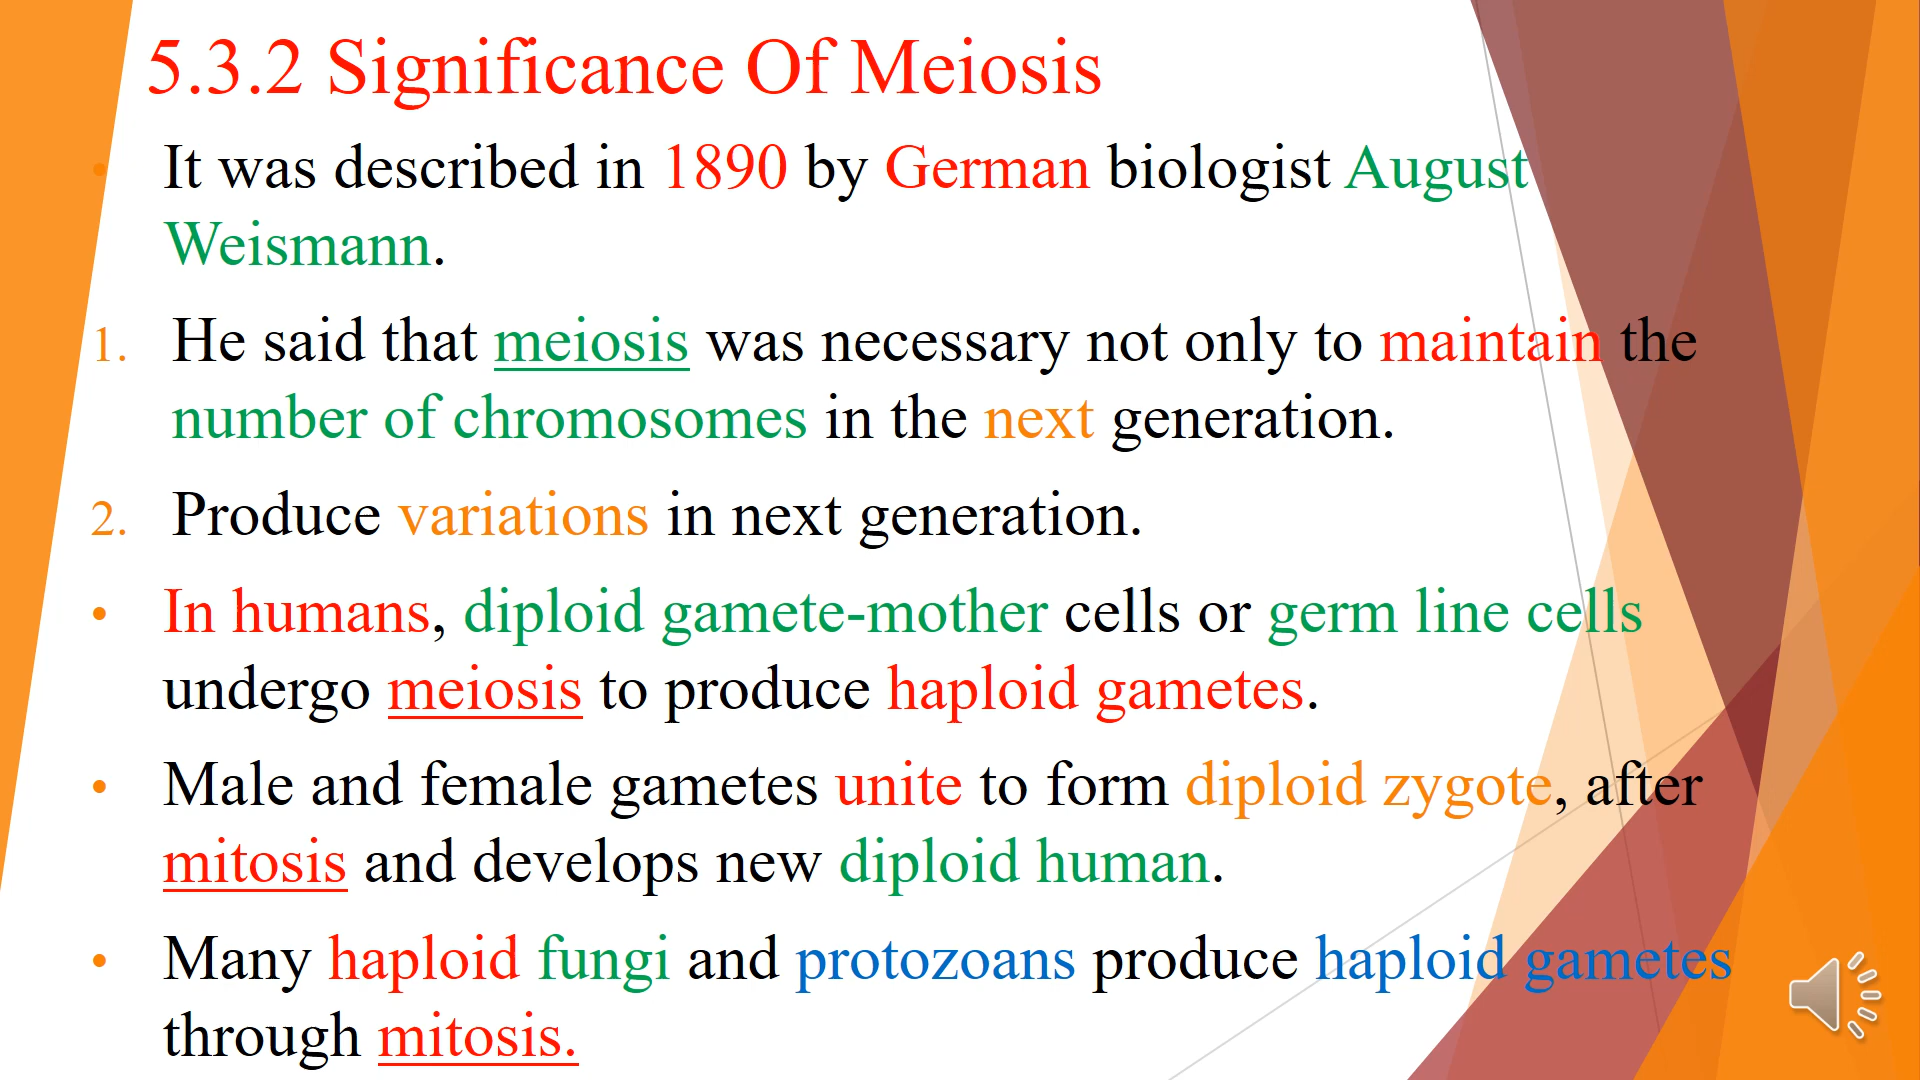 5.3.2 Significance Of Meiosis
• It was described in 1890 by German biologist August
Weismann.
1. He said that meiosis was necessary not only to maintain the
number of chromosomes in the next generation.
2. Produce variations in next generation.
• In humans, diploid gamete-mother cells or germ line cells
undergo meiosis to produce haploid gametes.
• Male and female gametes unite to form diploid zygote, after
mitosis and develops new diploid human.
• Many haploid fungi and protozoans produce haploid gametes
through mitosis.